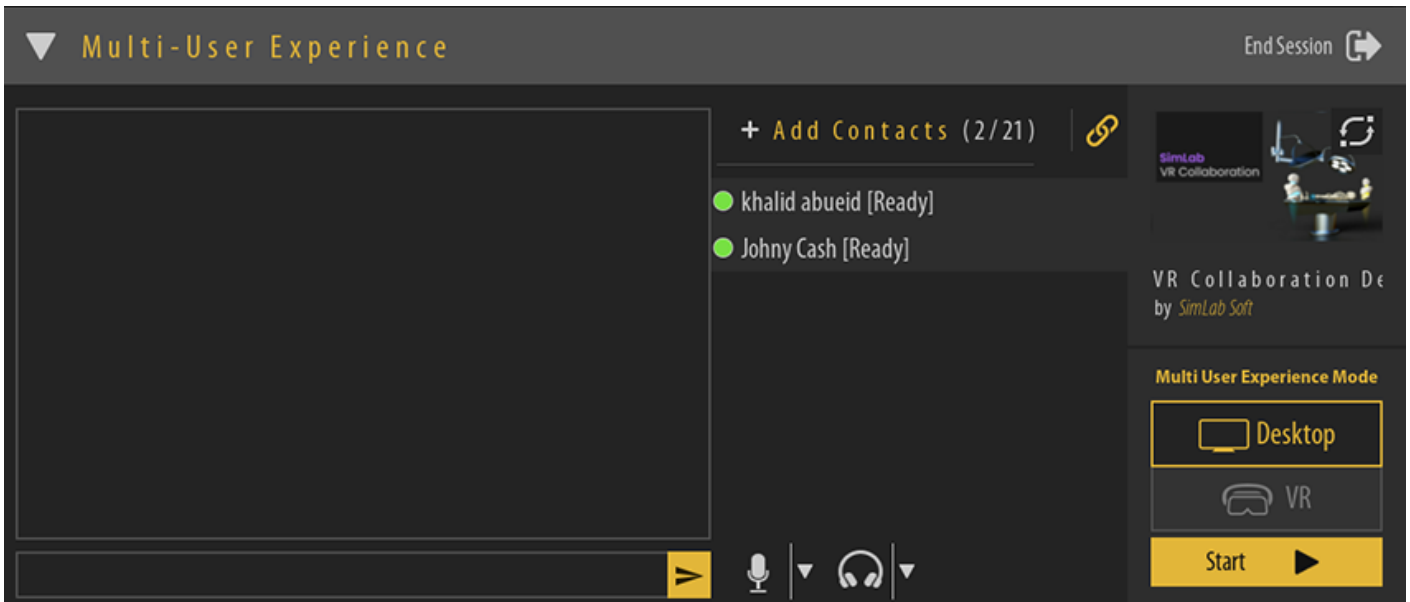 Multi-User Experience
End Session
+ Add Contacts (2/21)
khalid abueid [Ready]
Johny Cash [Ready]
SimLab
VR Collaboration
VR Collaboration De
by SimLab Soft
Multi User Experience Mode
Desktop
VR
Start